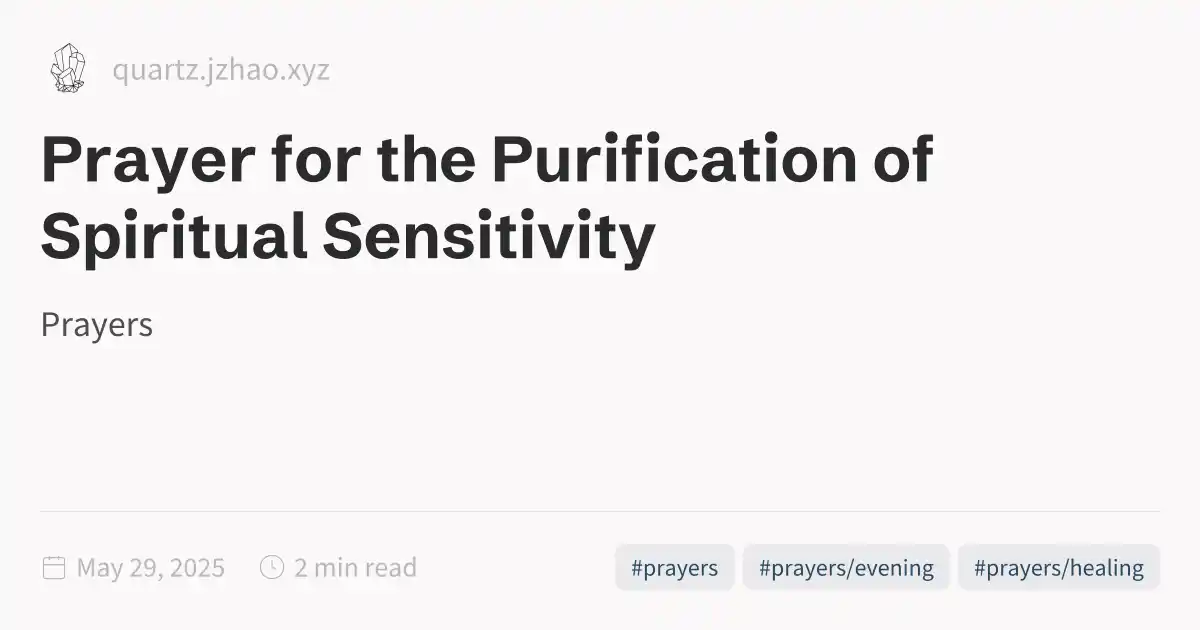 quartz.jzhao.xyz
Prayer for the Purification of
Spiritual Sensitivity
Prayers
May 29, 2025 2 min read #prayers #prayers/evening #prayers/healing